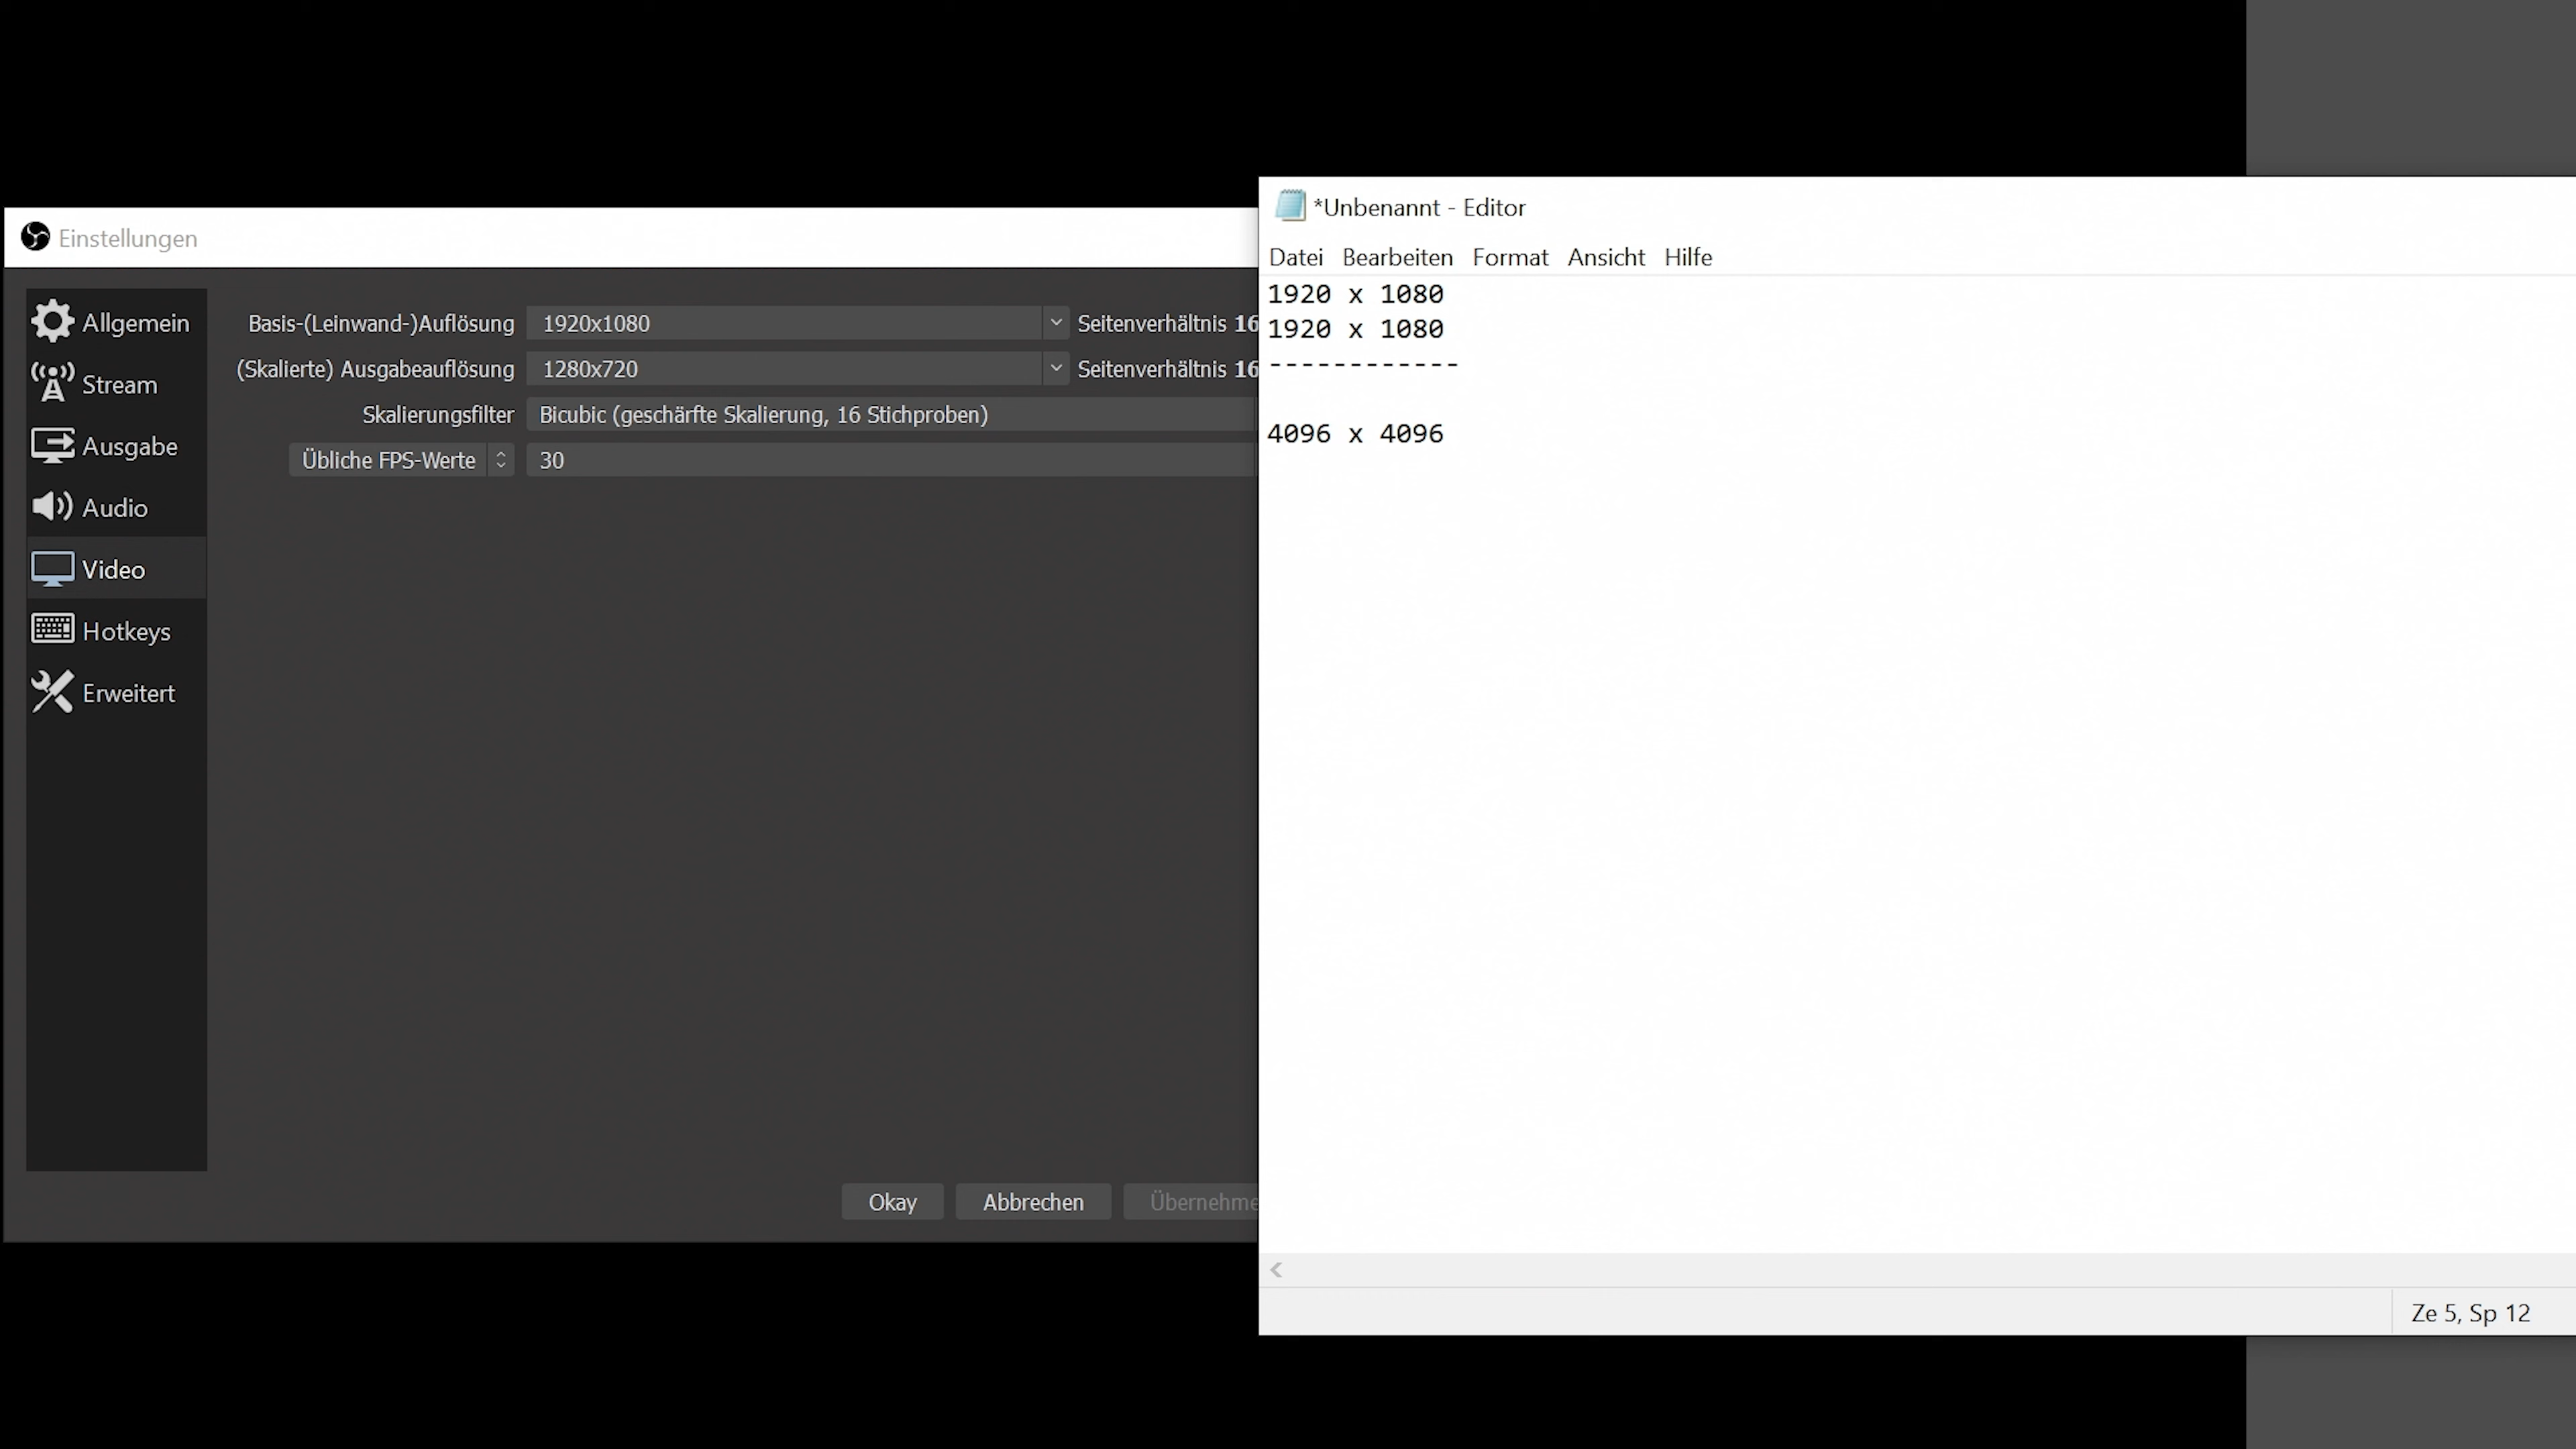 Einstellungen
Allgemein
Stream
Ausgabe
Audio
Video
Hotkeys
Erweitert
Basis-(Leinwand-)Auflösung 1920x1080 Seitenverhältnis 16
(Skalierte) Ausgabeauflösung 1280x720 Seitenverhältnis 16
Skalierungsfilter Bicubic (geschärfte Skalierung, 16 Stichproben)
Übliche FPS-Werte 30
Okay Abbrechen Übernehme
*Unbenannt - Editor
Datei Bearbeiten Format Ansicht Hilfe
1920 x 1080
1920 x 1080
------------
4096 x 4096
Ze 5, Sp 12